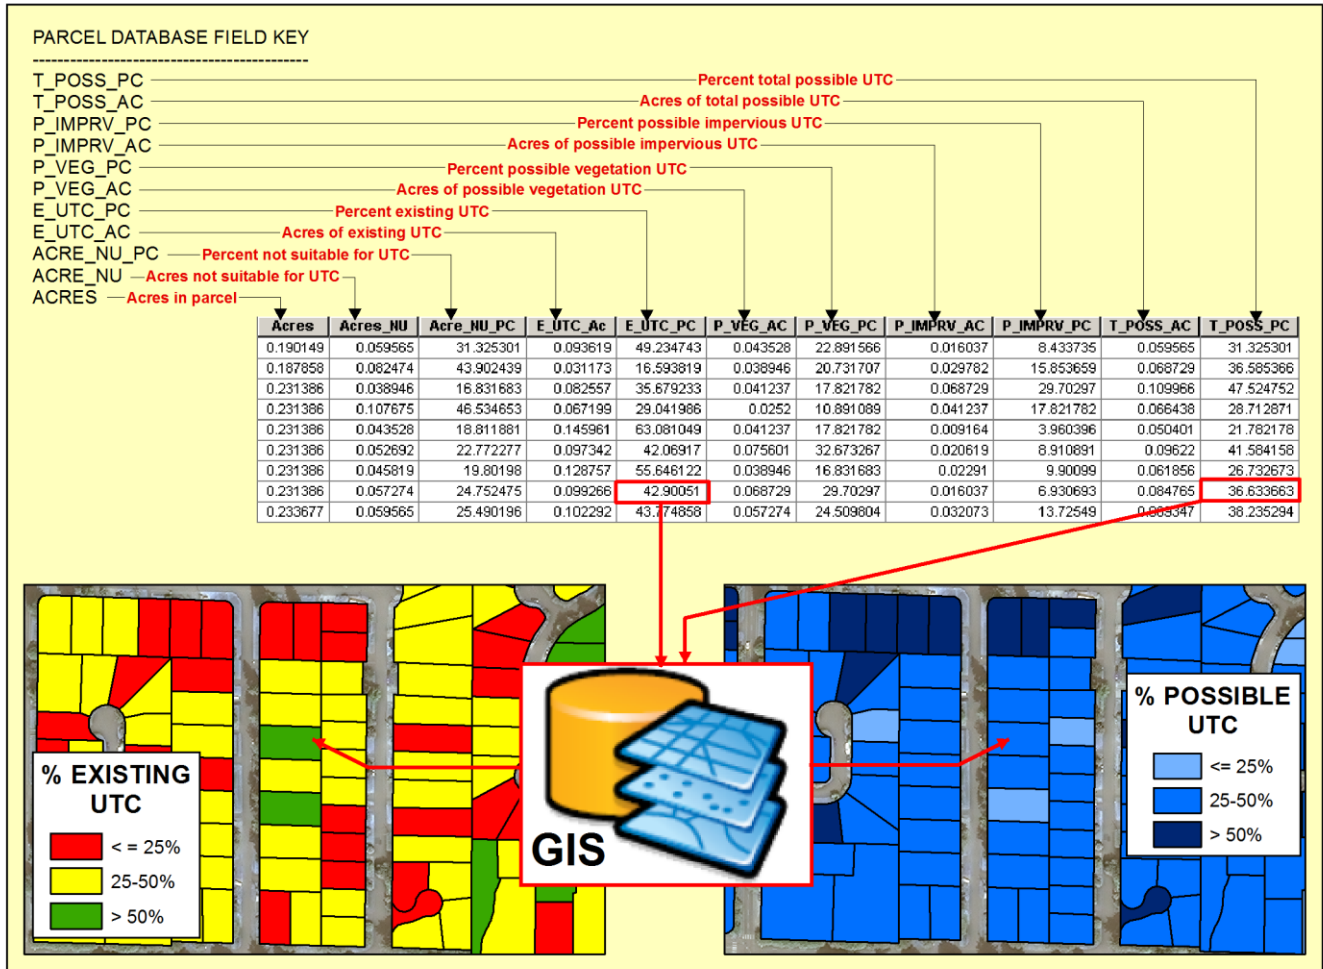 PARCEL DATABASE FIELD KEY
--------------------------------------------
T_POSS_PC Percent total possible UTC
T_POSS_AC Acres of total possible UTC
P_IMPRV_PC Percent possible impervious UTC
P_IMPRV_AC Acres of possible impervious UTC
P_VEG_PC Percent possible vegetation UTC
P_VEG_AC Acres of possible vegetation UTC
E_UTC_PC Percent existing UTC
E_UTC_AC Acres of existing UTC
ACRE_NU_PC Percent not suitable for UTC
ACRE_NU Acres not suitable for UTC
ACRES Acres in parcel
Acres Acres_NU Acre_NU_PC E_UTC_Ac E_UTC_PC P_VEG_AC P_VEG_PC P_IMPRV_AC P_IMPRV_PC T_POSS_AC T_POSS_PC
0.190149 0.059565 31.325301 0.093619 49.234743 0.043528 22.891566 0.016037 8.433735 0.059565 31.325301
0.187858 0.082474 43.902439 0.031173 16.593819 0.038946 20.731707 0.029782 15.853659 0.068729 36.585366
0.231386 0.038946 16.831683 0.082557 35.679233 0.041237 17.821782 0.068729 29.70297 0.109966 47.524752
0.231386 0.107675 46.534653 0.067199 29.041986 0.0252 10.891089 0.041237 17.821782 0.066438 28.712871
0.231386 0.043528 18.811881 0.145961 63.081049 0.041237 17.821782 0.009164 3.960396 0.050401 21.782178
0.231386 0.052692 22.772277 0.097342 42.06917 0.075601 32.673267 0.020619 8.910891 0.09622 41.584158
0.231386 0.045819 19.80198 0.128757 55.646122 0.038946 16.831683 0.02291 9.90099 0.061856 26.732673
0.231386 0.057274 24.752475 0.099266 42.90051 0.068729 29.70297 0.016037 6.930693 0.084765 36.633663
0.233677 0.059565 25.490196 0.102292 43.774858 0.057274 24.509804 0.032073 13.72549 0.089347 38.235294
% EXISTING
UTC
< = 25%
25-50%
> 50%
GIS
% POSSIBLE
UTC
<= 25%
25-50%
> 50%